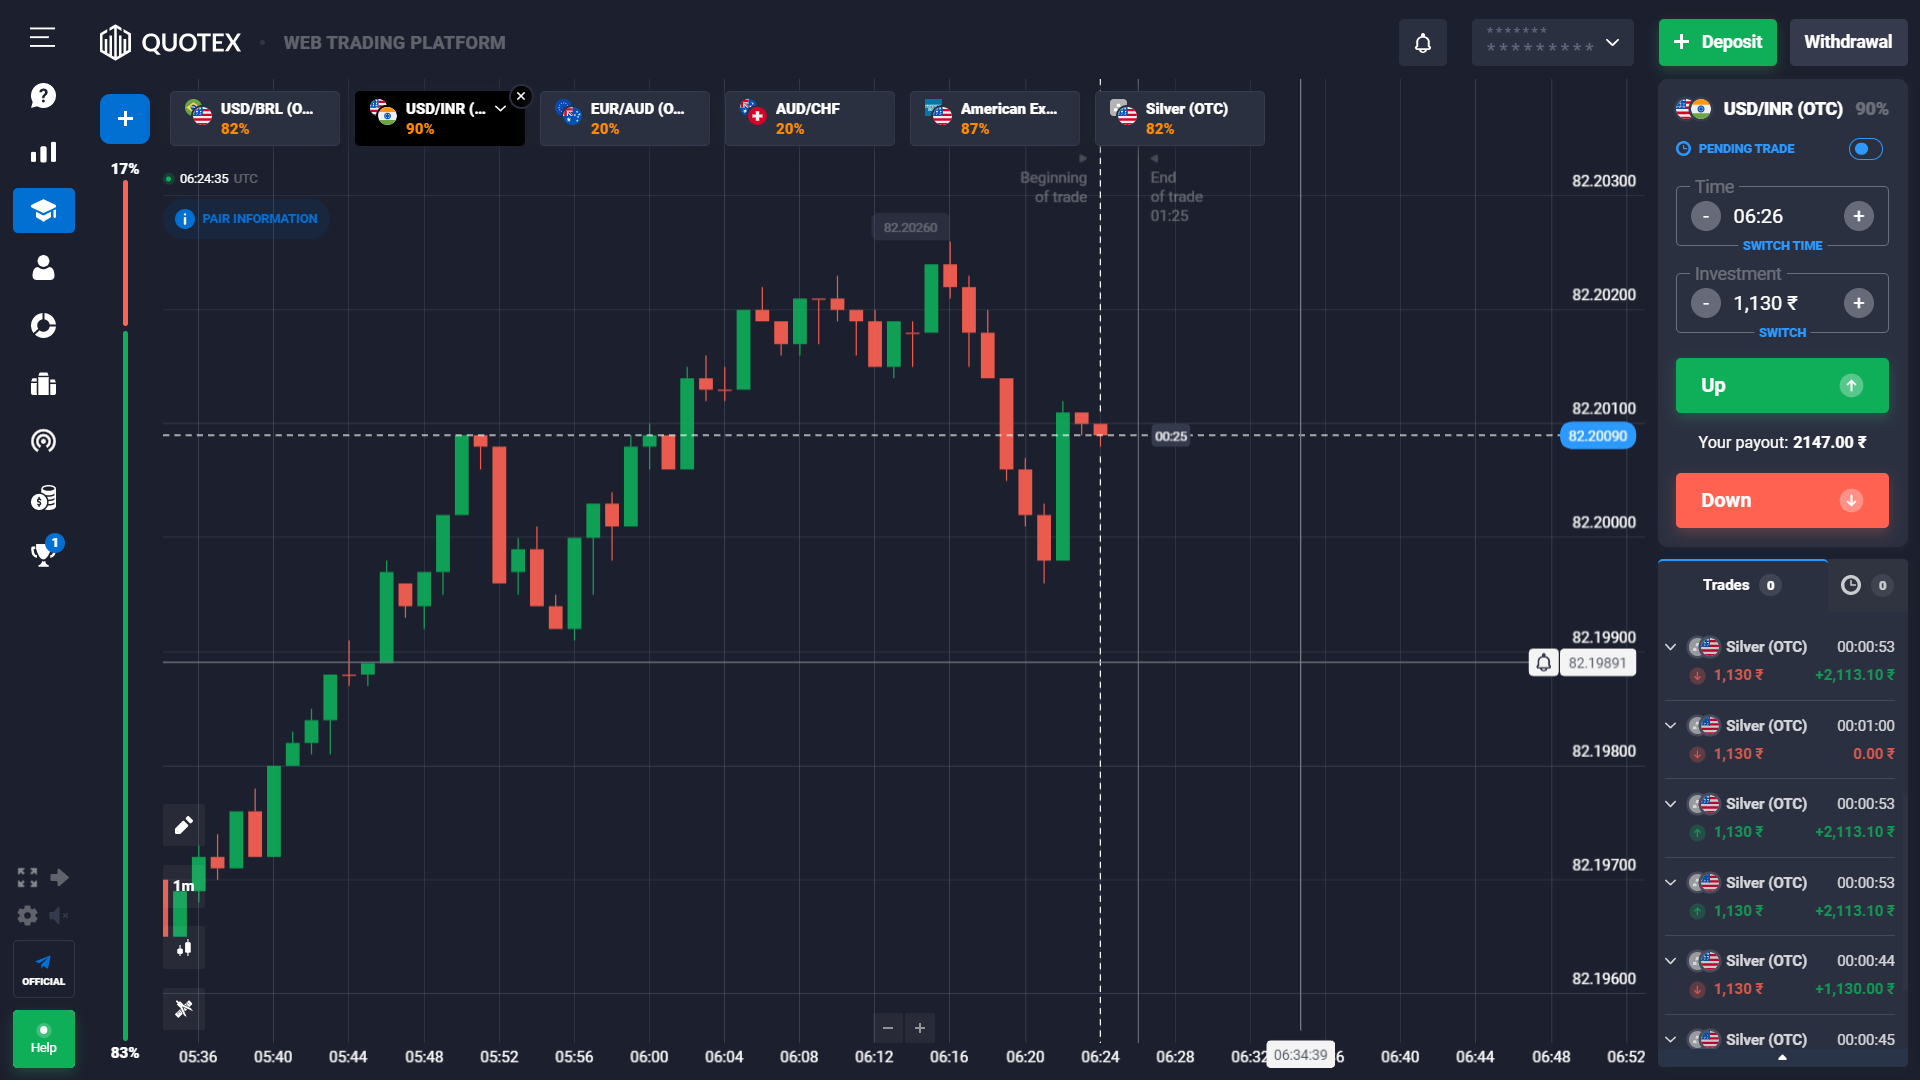 QUOTEX
WEB TRADING PLATFORM
*******
*********
Deposit
Withdrawal
USD/BRL (O...
82%
USD/INR (...
90%
EUR/AUD (O...
20%
AUD/CHF
20%
American Ex...
87%
Silver (OTC)
82%
17%
83%
06:24:35 UTC
PAIR INFORMATION
Beginning
of trade
End
of trade
01:25
82.20260
00:25
82.20300
82.20200
82.20100
82.20090
82.20000
82.19900
82.19891
82.19800
82.19700
82.19600
1m
05:36
05:40
05:44
05:48
05:52
05:56
06:00
06:04
06:08
06:12
06:16
06:20
06:24
06:28
06:32
06:34:39
6
06:40
06:44
06:48
06:52
1
OFFICIAL
Help
USD/INR (OTC) 90%
PENDING TRADE
Time
- 06:26 +
SWITCH TIME
Investment
- 1,130 ₹ +
SWITCH
Up
Your payout: 2147.00 ₹
Down
Trades 0
0
Silver (OTC) 00:00:53
1,130 ₹ +2,113.10 ₹
Silver (OTC) 00:01:00
1,130 ₹ 0.00 ₹
Silver (OTC) 00:00:53
1,130 ₹ +2,113.10 ₹
Silver (OTC) 00:00:53
1,130 ₹ +2,113.10 ₹
Silver (OTC) 00:00:44
1,130 ₹ +1,130.00 ₹
Silver (OTC) 00:00:45